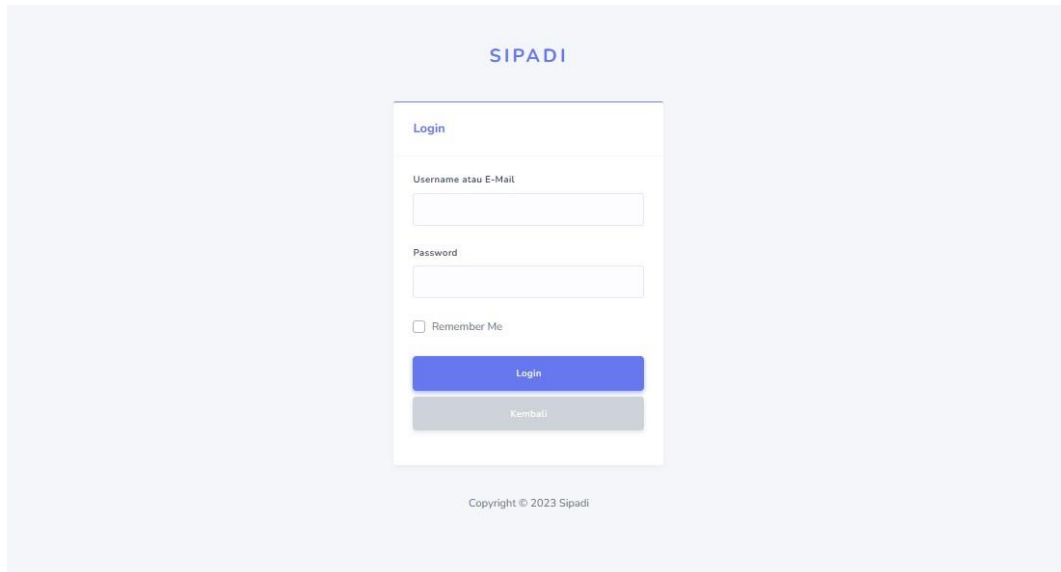 SIPADI
Login
Username atau E-Mail
Password
Remember Me
Login
Kembali
Copyright © 2023 Sipadi